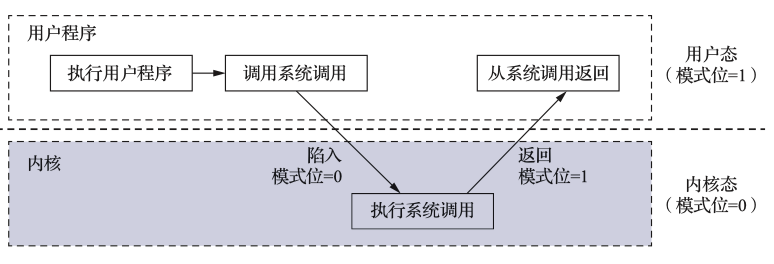 用户程序
执行用户程序
调用系统调用
从系统调用返回
用户态
（模式位=1）
内核
陷入
模式位=0
返回
模式位=1
执行系统调用
内核态
（模式位=0）